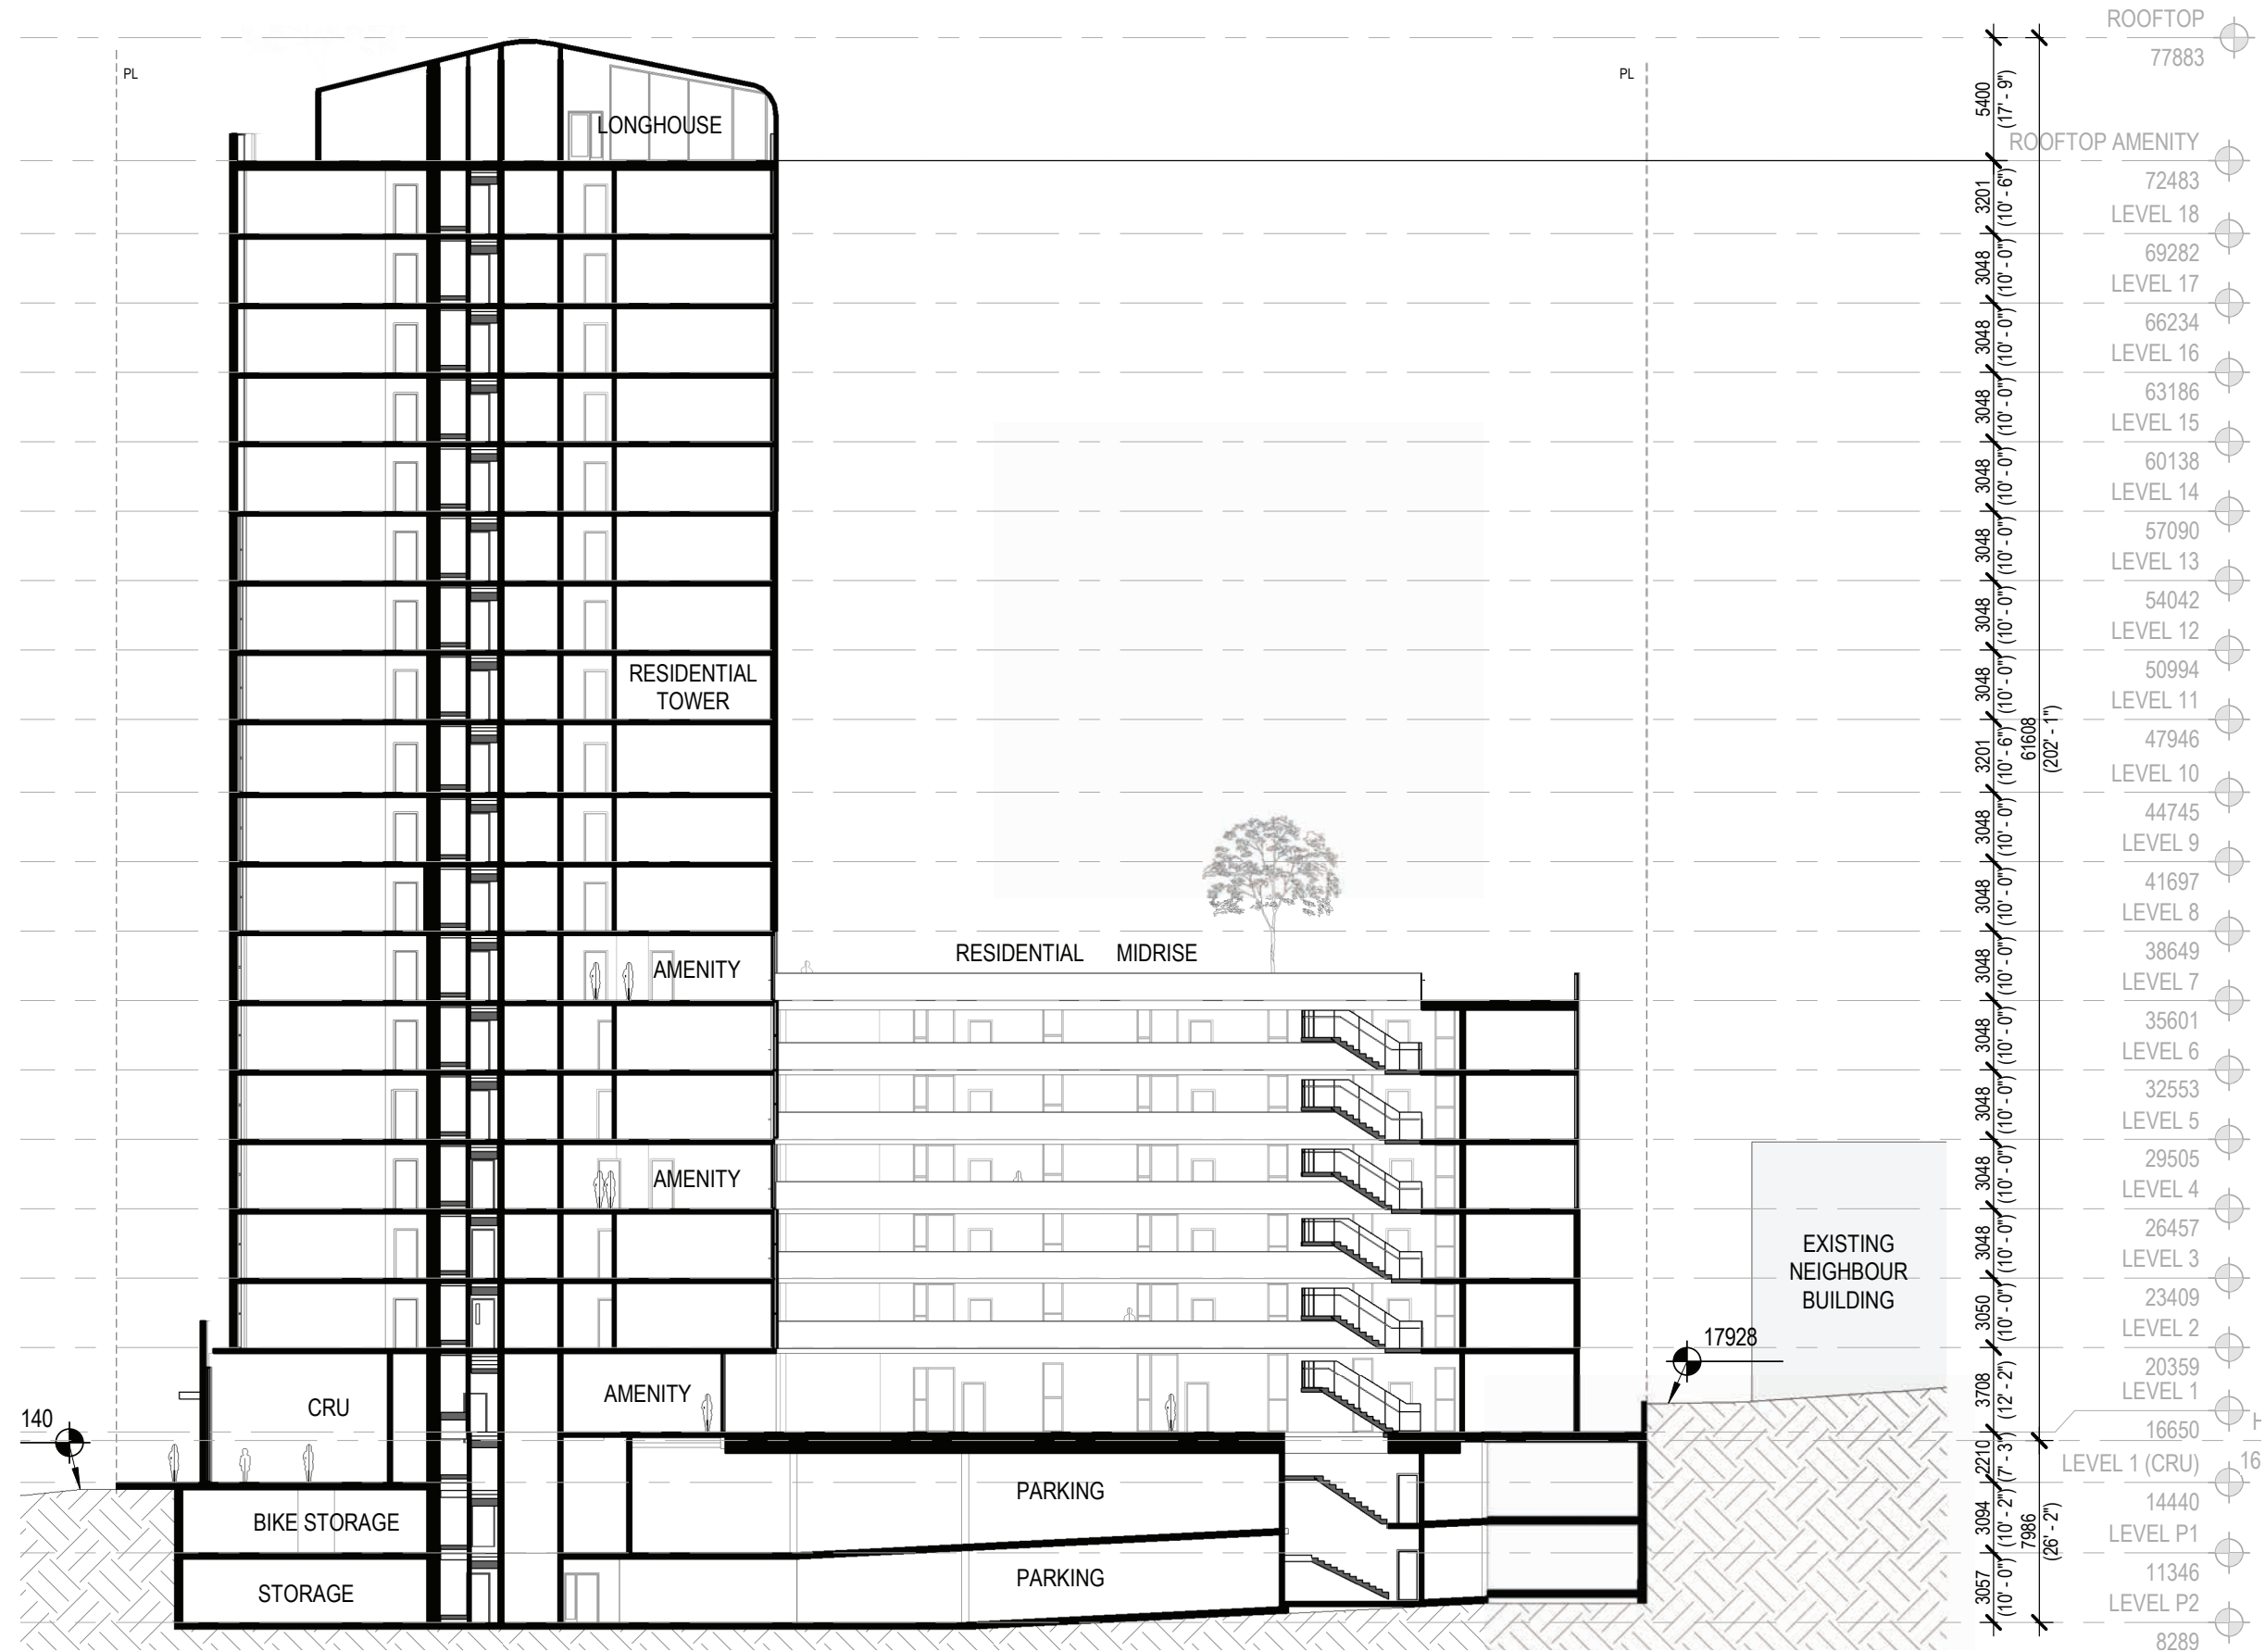 ROOFTOP
77883
PL
PL
5400
(17' - 9")
LONGHOUSE
ROOFTOP AMENITY
72483
3201
(10' - 6")
LEVEL 18
69282
3048
(10' - 0")
LEVEL 17
66234
3048
(10' - 0")
LEVEL 16
63186
3048
(10' - 0")
LEVEL 15
60138
3048
(10' - 0")
LEVEL 14
57090
3048
(10' - 0")
LEVEL 13
54042
3048
(10' - 0")
LEVEL 12
50994
3048
(10' - 0")
RESIDENTIAL
TOWER
LEVEL 11
47946
3201
(10' - 6")
61608
(202' - 1")
LEVEL 10
44745
3048
(10' - 0")
LEVEL 9
41697
3048
(10' - 0")
LEVEL 8
38649
3048
(10' - 0")
RESIDENTIAL MIDRISE
AMENITY
LEVEL 7
35601
3048
(10' - 0")
LEVEL 6
32553
3048
(10' - 0")
LEVEL 5
29505
3048
(10' - 0")
AMENITY
LEVEL 4
26457
3048
(10' - 0")
EXISTING
NEIGHBOUR
BUILDING
LEVEL 3
23409
3050
(10' - 0")
LEVEL 2
20359
17928
3708
(12' - 2")
LEVEL 1
16650
AMENITY
CRU
140
2210
(7' - 3")
LEVEL 1 (CRU)
16
14440
PARKING
BIKE STORAGE
3094
(10' - 2")
7986
(26' - 2")
LEVEL P1
11346
PARKING
STORAGE
3057
(10' - 0")
LEVEL P2
8289